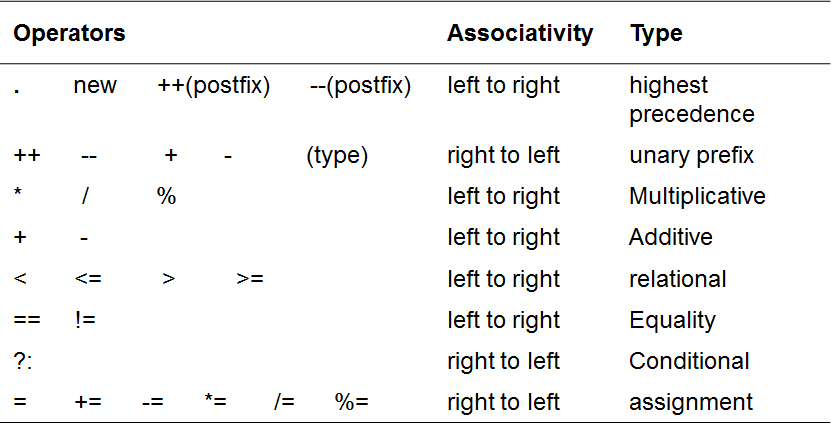 Operators Associativity Type
. new ++(postfix) --(postfix) left to right highest
precedence
++ -- + - (type) right to left unary prefix
* / % left to right Multiplicative
+ - left to right Additive
< <= > >= left to right relational
== != left to right Equality
?: right to left Conditional
= += -= *= /= %= right to left assignment